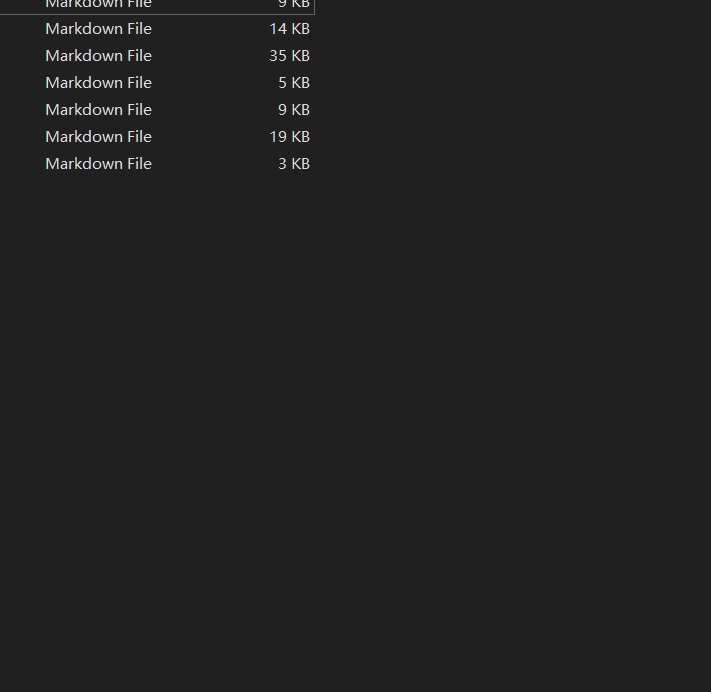 Markdown File 9 KB
Markdown File 14 KB
Markdown File 35 KB
Markdown File 5 KB
Markdown File 9 KB
Markdown File 19 KB
Markdown File 3 KB